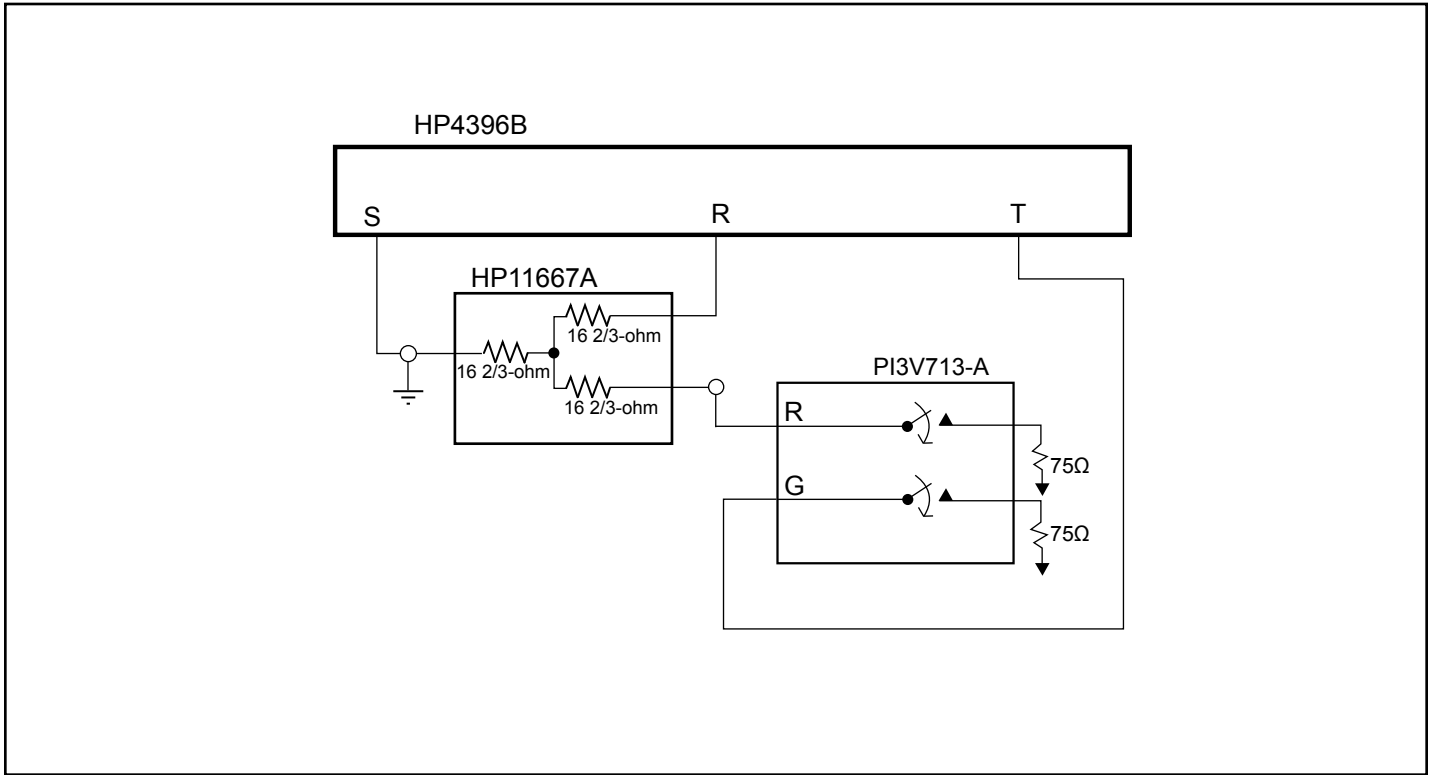 HP4396B
S
R
T
HP11667A
16 2/3-ohm
16 2/3-ohm
16 2/3-ohm
PI3V713-A
R
75Ω
G
75Ω